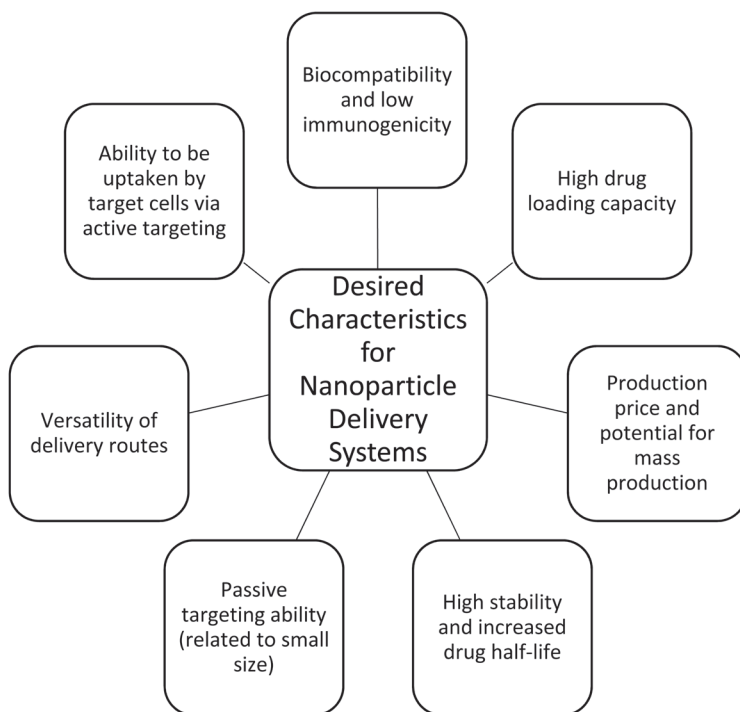 Biocompatibility
and low
immunogenicity
Ability to be
uptaken by
target cells via
active targeting
High drug
loading capacity
Desired
Characteristics
for
Nanoparticle
Delivery
Systems
Versatility of
delivery routes
Production
price and
potential for
mass
production
Passive
targeting ability
(related to small
size)
High stability
and increased
drug half-life